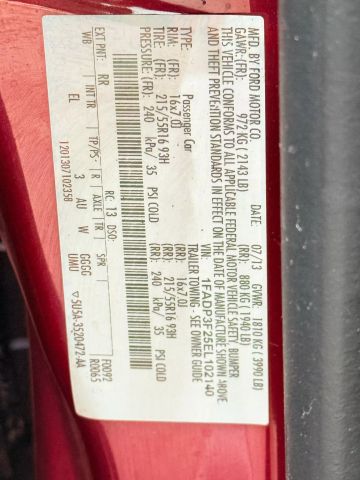 MFD. BY FORD MOTOR CO.
DATE: 07/13 GVWR: 1810 KG ( 3990 LB)
GAWR: (FR): 972 KG ( 2143 LB) (RR): 880 KG ( 1940 LB)
THIS VEHICLE CONFORMS TO ALL APPLICABLE FEDERAL MOTOR VEHICLE SAFETY, BUMPER
AND THEFT PREVENTION STANDARDS IN EFFECT ON THE DATE OF MANUFACTURE SHOWN ABOVE.
VIN: 1FADP3F25EL102140
TYPE: Passenger Car TRAILER TOWING - SEE OWNER GUIDE
RIM: (FR): 16x7.0J (RR): 16x7.0J
TIRE: (FR): 215/55R16 93H (RR): 215/55R16 93H
PRESSURE: (FR): 240 kPa/ 35 PSI COLD (RR): 240 kPa/ 35 PSI COLD
EXT PNT: RR RC: 13 DSO: F0092
WB INT TR TP/PS R AXLE TR SPR R0065
EL 3 AU W GGGG UMU
1201307102358 ▽5U5A-3520472-AA